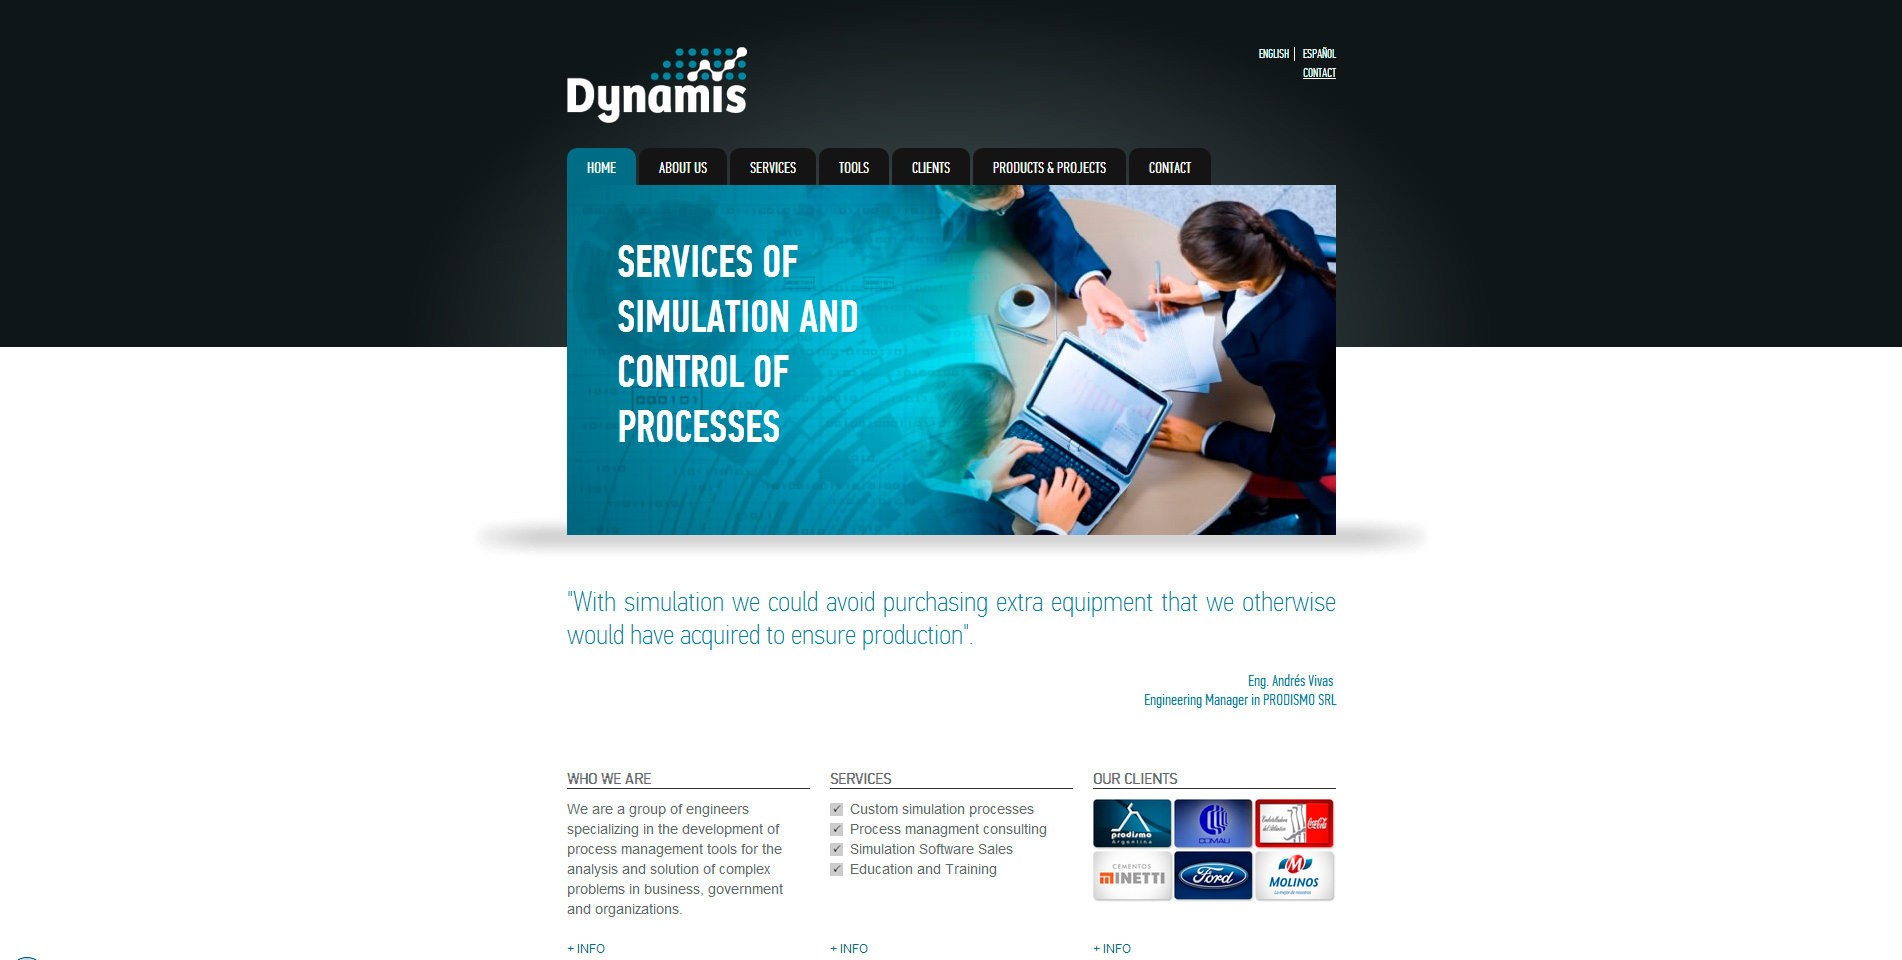 Dynamis
ENGLISH | ESPAÑOL
CONTACT
HOME
ABOUT US
SERVICES
TOOLS
CLIENTS
PRODUCTS & PROJECTS
CONTACT
SERVICES OF
SIMULATION AND
CONTROL OF
PROCESSES
"With simulation we could avoid purchasing extra equipment that we otherwise
would have acquired to ensure production".
Eng. Andrés Vivas
Engineering Manager in PRODISMO SRL
WHO WE ARE
We are a group of engineers
specializing in the development of
process management tools for the
analysis and solution of complex
problems in business, government
and organizations.
+ INFO
SERVICES
Custom simulation processes
Process managment consulting
Simulation Software Sales
Education and Training
+ INFO
OUR CLIENTS
prodismo
Argentina
COMAU
Coca-Cola
CEMENTOS
MINETTI
Ford
MOLINOS
+ INFO